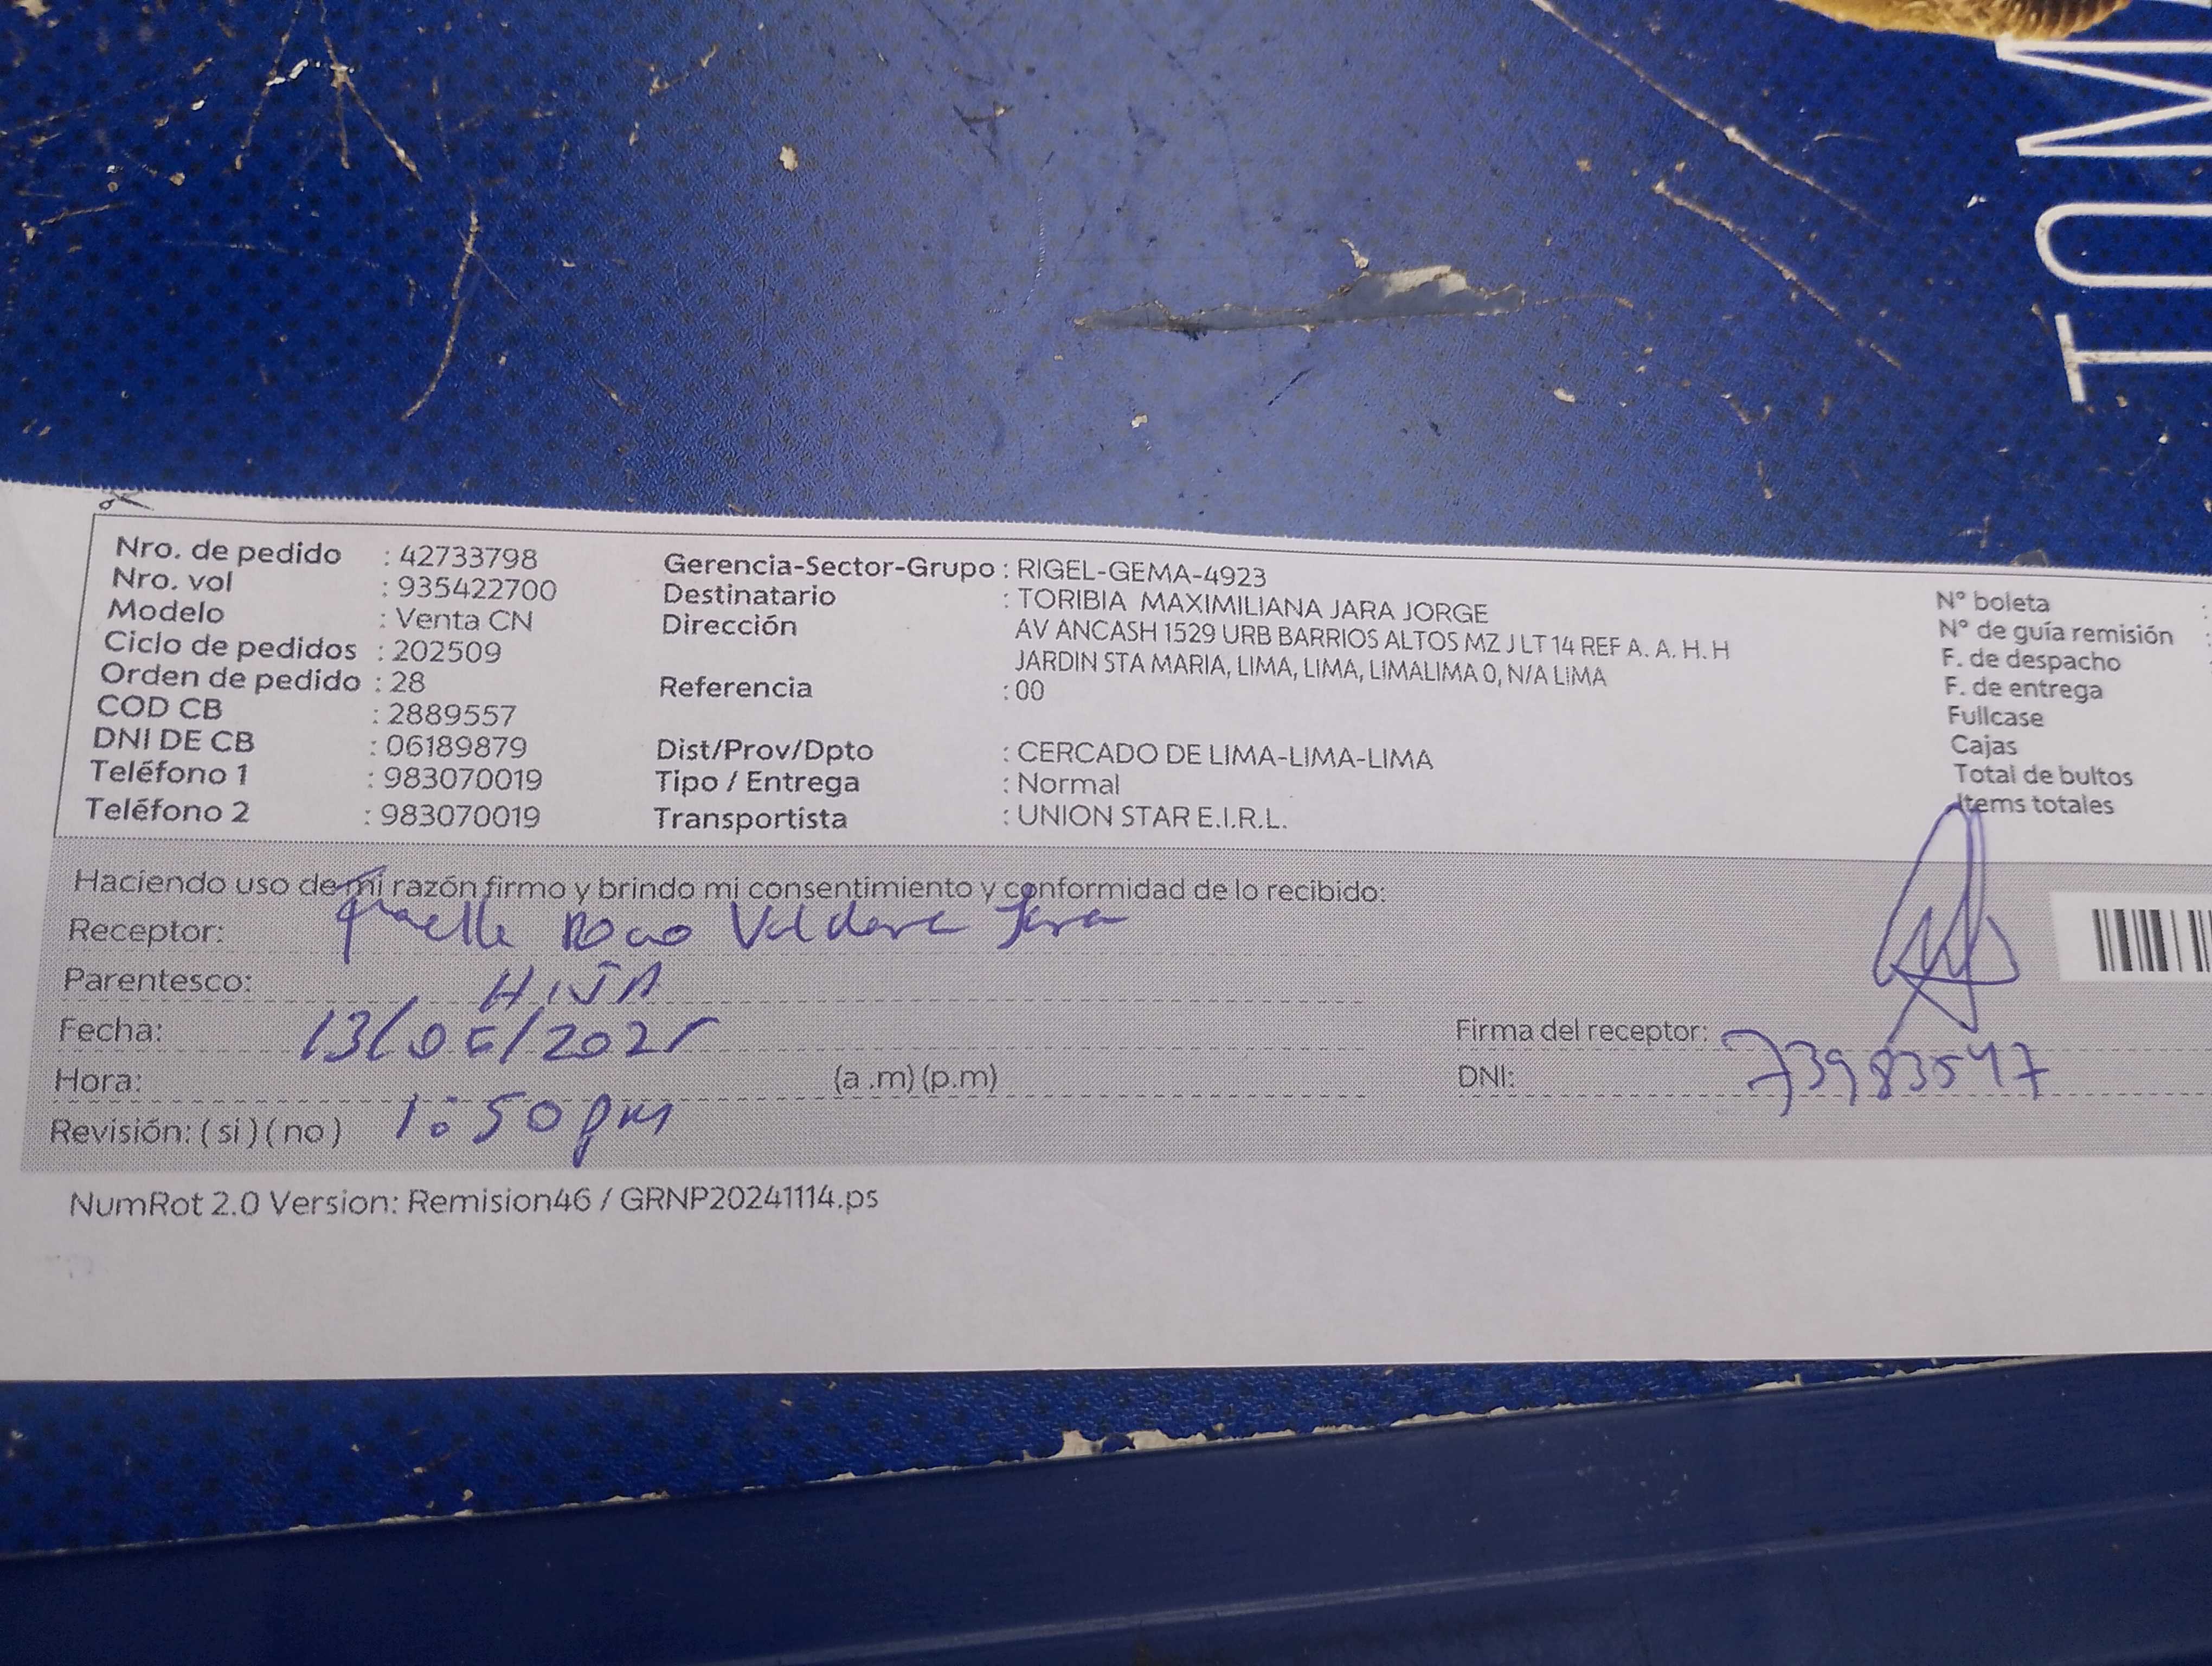 TOM
Nro. de pedido : 42733798
Nro. vol : 935422700
Modelo : Venta CN
Ciclo de pedidos : 202509
Orden de pedido : 28
COD CB : 2889557
DNI DE CB : 06189879
Teléfono 1 : 983070019
Teléfono 2 : 983070019
Gerencia-Sector-Grupo : RIGEL-GEMA-4923
Destinatario : TORIBIA MAXIMILIANA JARA JORGE
Dirección AV ANCASH 1529 URB BARRIOS ALTOS MZ J LT 14 REF A. A. H. H
JARDIN STA MARIA, LIMA, LIMA, LIMALIMA 0, N/A LIMA
Referencia : 00
Dist/Prov/Dpto : CERCADO DE LIMA-LIMA-LIMA
Tipo / Entrega : Normal
Transportista : UNION STAR E.I.R.L.
N° boleta :
N° de guía remisión :
F. de despacho
F. de entrega
Fullcase
Cajas
Total de bultos
Items totales
Haciendo uso de mi razón firmo y brindo mi consentimiento y conformidad de lo recibido:
Receptor: Jara
Parentesco: HIJA
Fecha: 13/05/2025
Hora: (a .m) (p.m)
Revisión: ( si ) ( no ) 1:50 pm
Firma del receptor:
DNI: 73983547
NumRot 2.0 Version: Remision46 / GRNP20241114.ps